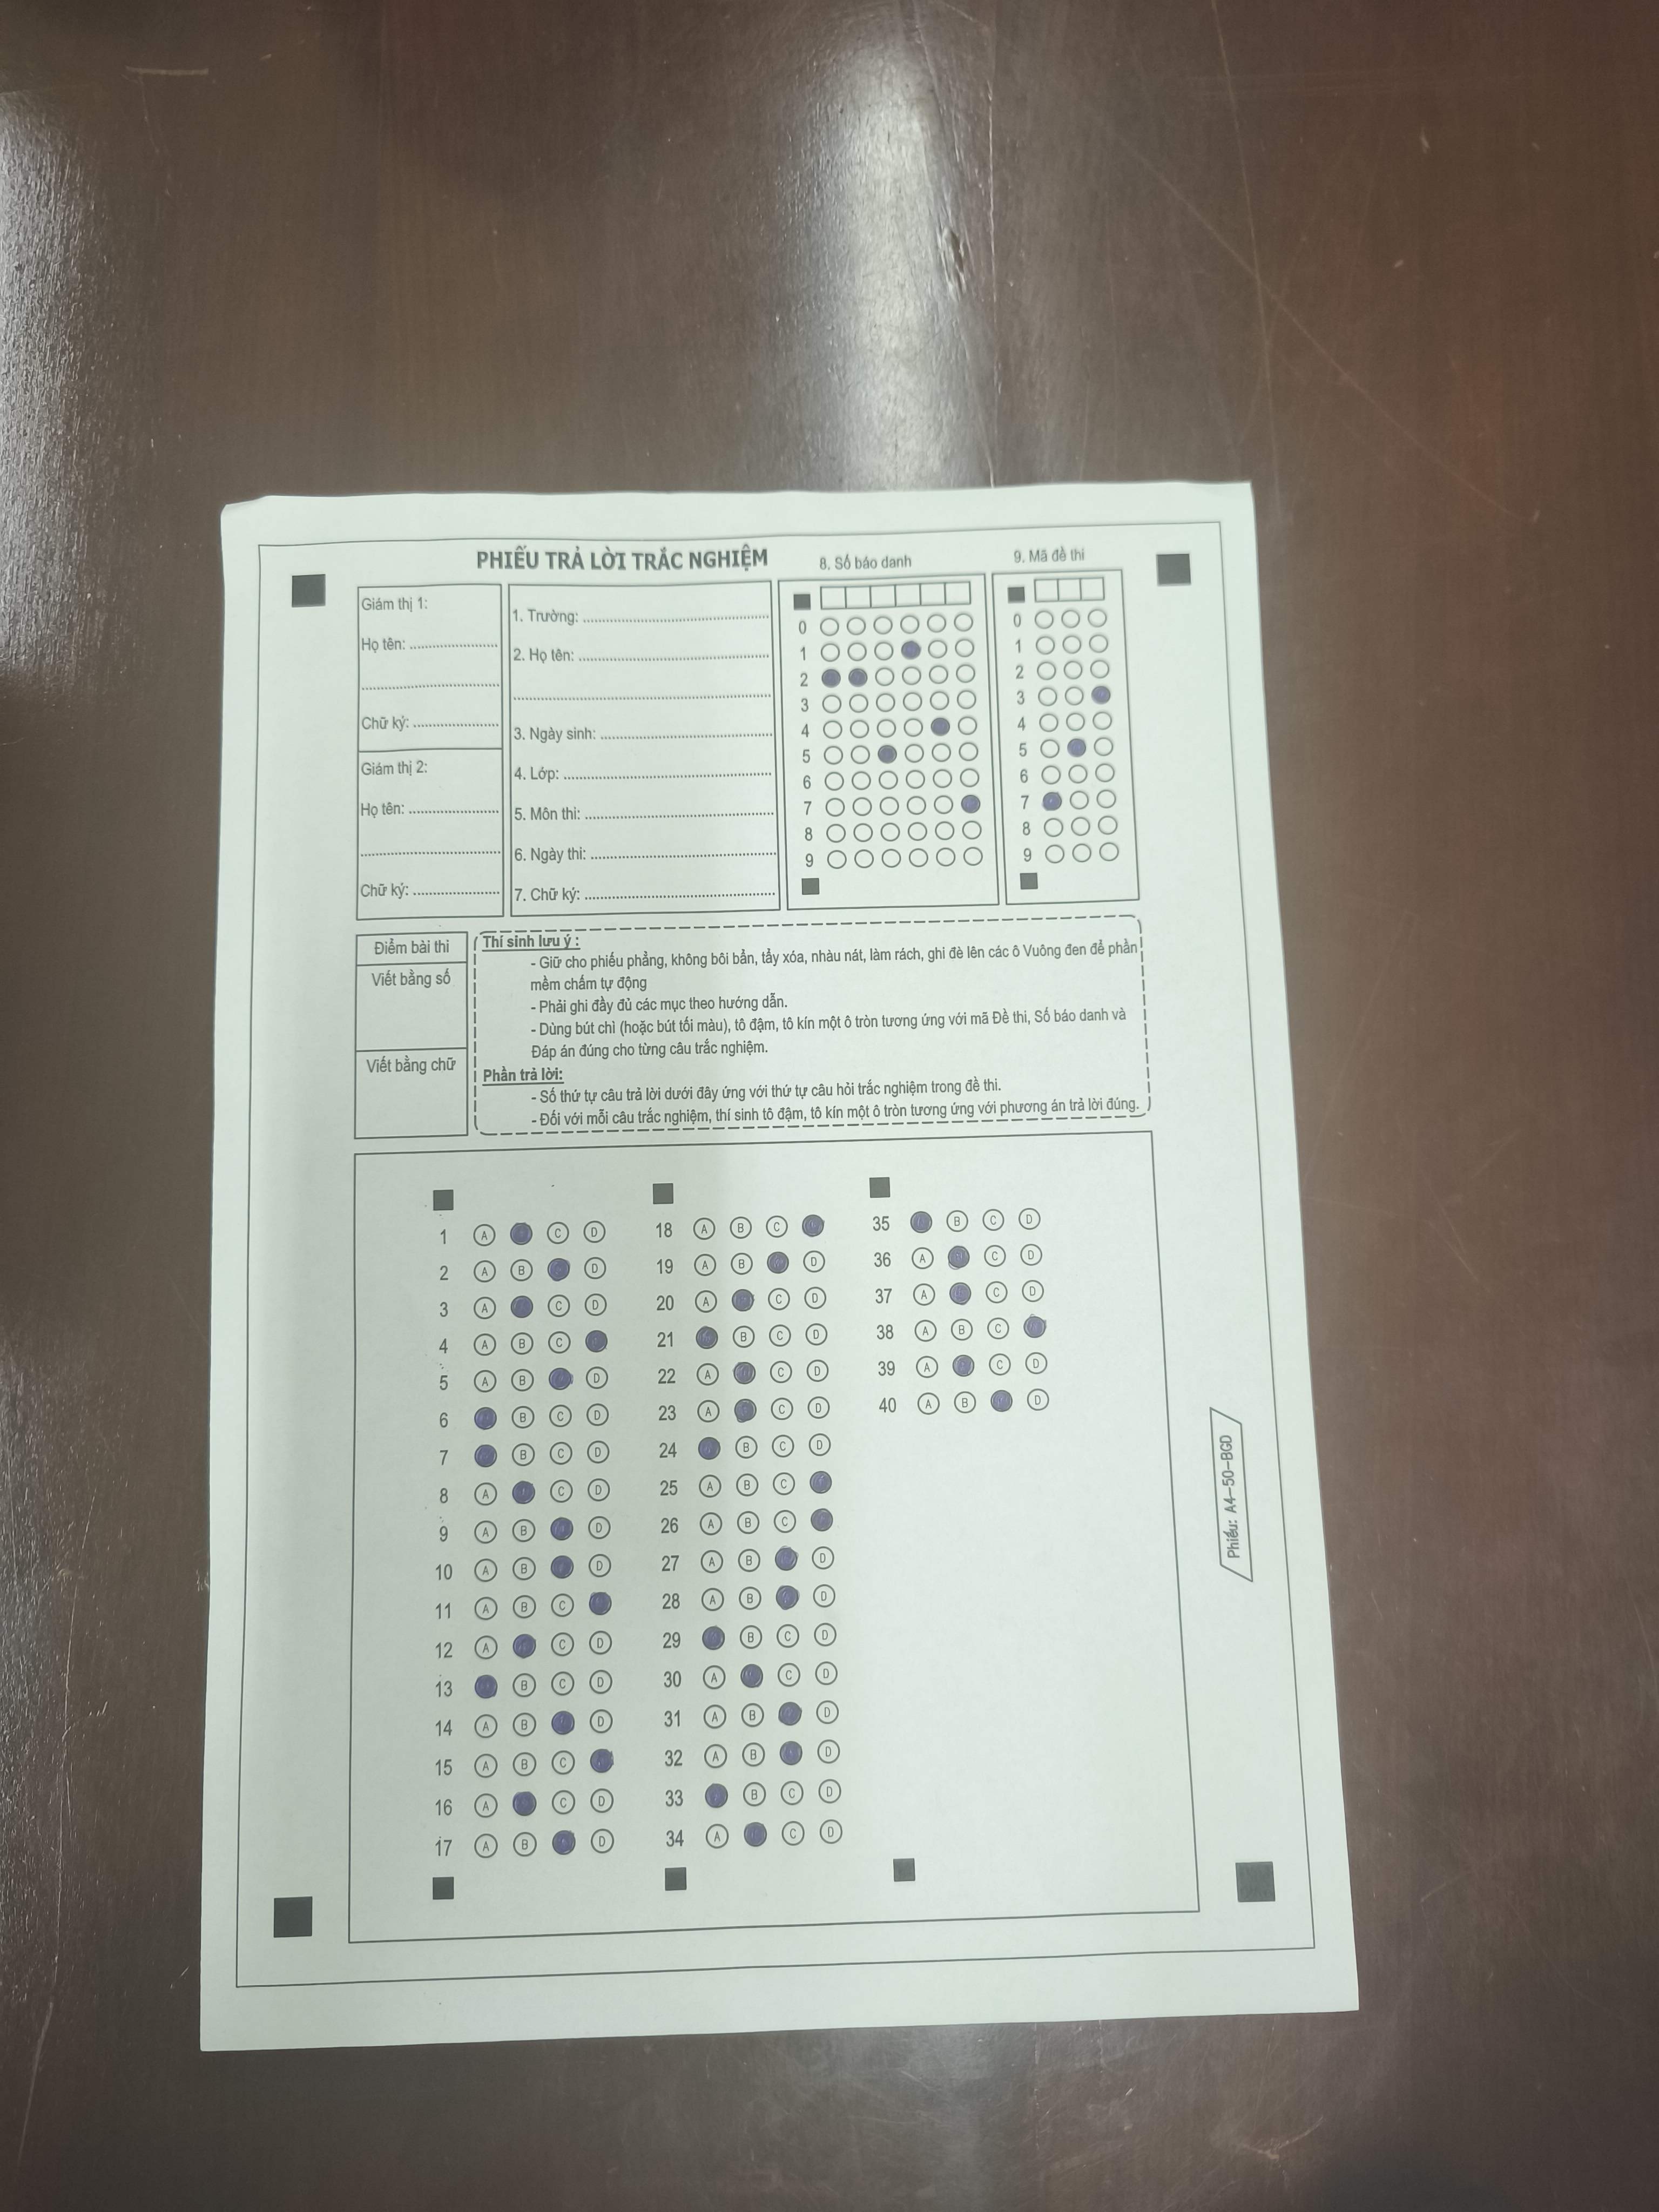 PHIẾU TRẢ LỜI TRẮC NGHIỆM
8. Số báo danh
9. Mã đề thi
Giám thị 1:
Họ tên:
Chữ ký:
Giám thị 2:
Họ tên:
Chữ ký:
1. Trường:
2. Họ tên:
3. Ngày sinh:
4. Lớp:
5. Môn thi:
6. Ngày thi:
7. Chữ ký:
0
1
2
3
4
5
6
7
8
9
0
1
2
3
4
5
6
7
8
9
Điểm bài thi
Viết bằng số
Viết bằng chữ
Thí sinh lưu ý :
- Giữ cho phiếu phẳng, không bôi bẩn, tẩy xóa, nhàu nát, làm rách, ghi đè lên các ô Vuông đen để phần
mềm chấm tự động
- Phải ghi đầy đủ các mục theo hướng dẫn.
- Dùng bút chì (hoặc bút tối màu), tô đậm, tô kín một ô tròn tương ứng với mã Đề thi, Số báo danh và
Đáp án đúng cho từng câu trắc nghiệm.
Phần trả lời:
- Số thứ tự câu trả lời dưới đây ứng với thứ tự câu hỏi trắc nghiệm trong đề thi.
- Đối với mỗi câu trắc nghiệm, thí sinh tô đậm, tô kín một ô tròn tương ứng với phương án trả lời đúng.
1 A C D
2 A B D
3 A C D
4 A B C
5 A B D
6 B C D
7 B C D
8 A C D
9 A B D
10 A B D
11 A B C
12 A C D
13 B C D
14 A B D
15 A B C
16 A C D
17 A B D
18 A B C
19 A B D
20 A C D
21 B C D
22 A C D
23 A C D
24 B C D
25 A B C
26 A B C
27 A B D
28 A B D
29 B C D
30 A C D
31 A B D
32 A B D
33 B C D
34 A C D
35 B C D
36 A C D
37 A C D
38 A B C
39 A C D
40 A B D
Phiếu: A4-50-BGD